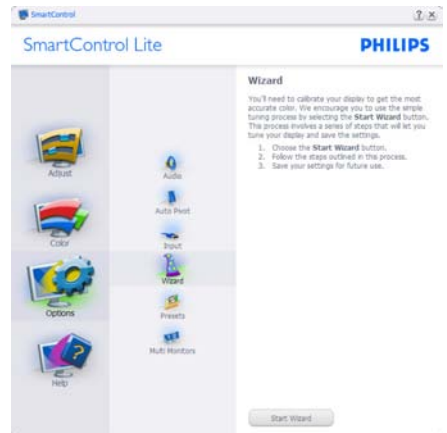 SmartControl
SmartControl Lite
PHILIPS
Adjust
Color
Options
Help
Audio
Auto Pivot
Input
Wizard
Presets
Multi Monitors
Wizard
You'll need to calibrate your display to get the most
accurate color. We encourage you to use the simple
tuning process by selecting the Start Wizard button.
This process involves a series of steps that will let you
tune your display and save the settings.
1. Choose the Start Wizard button.
2. Follow the steps outlined in this process.
3. Save your settings for future use.
Start Wizard